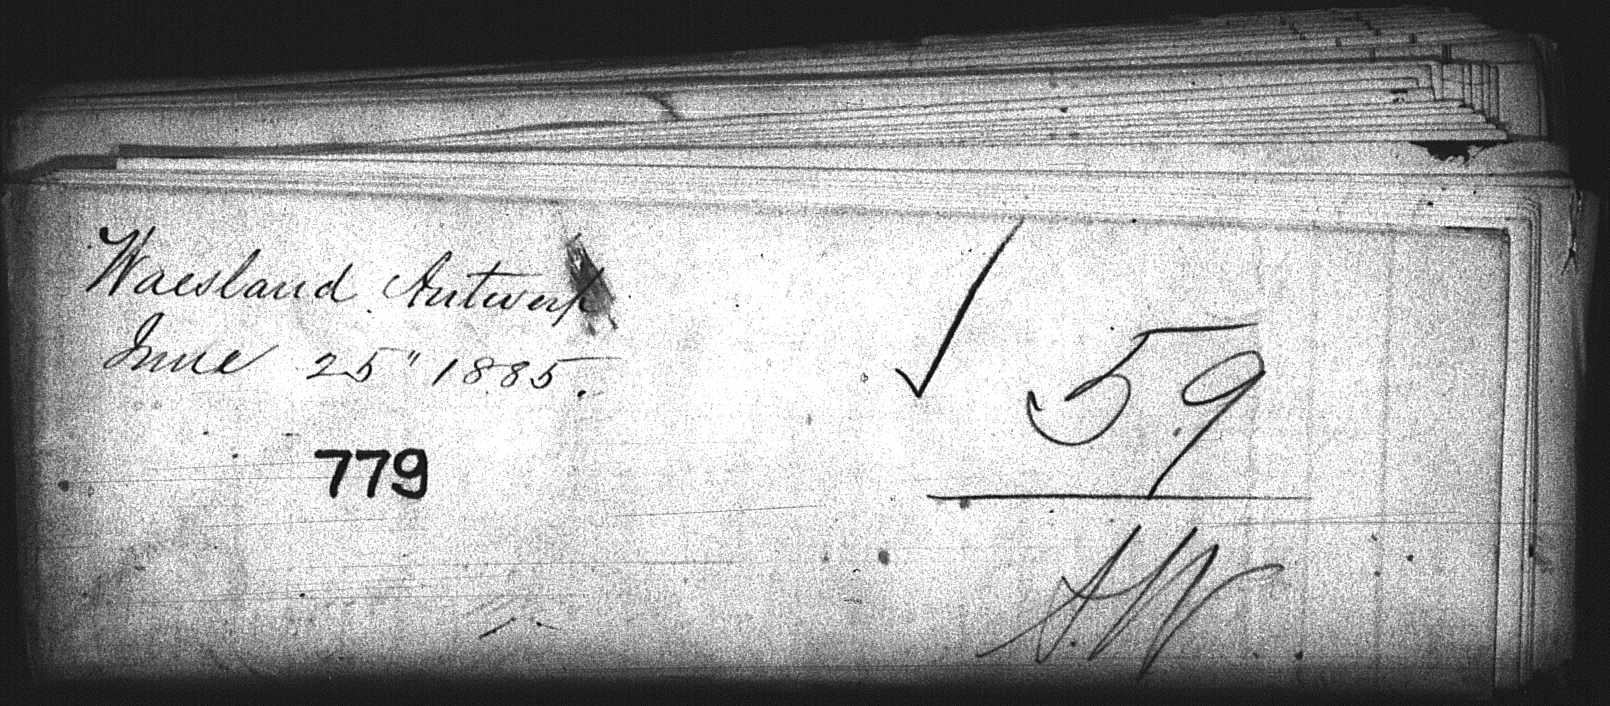 Waesland Antwerp
June 25" 1885.
779
59
A.W